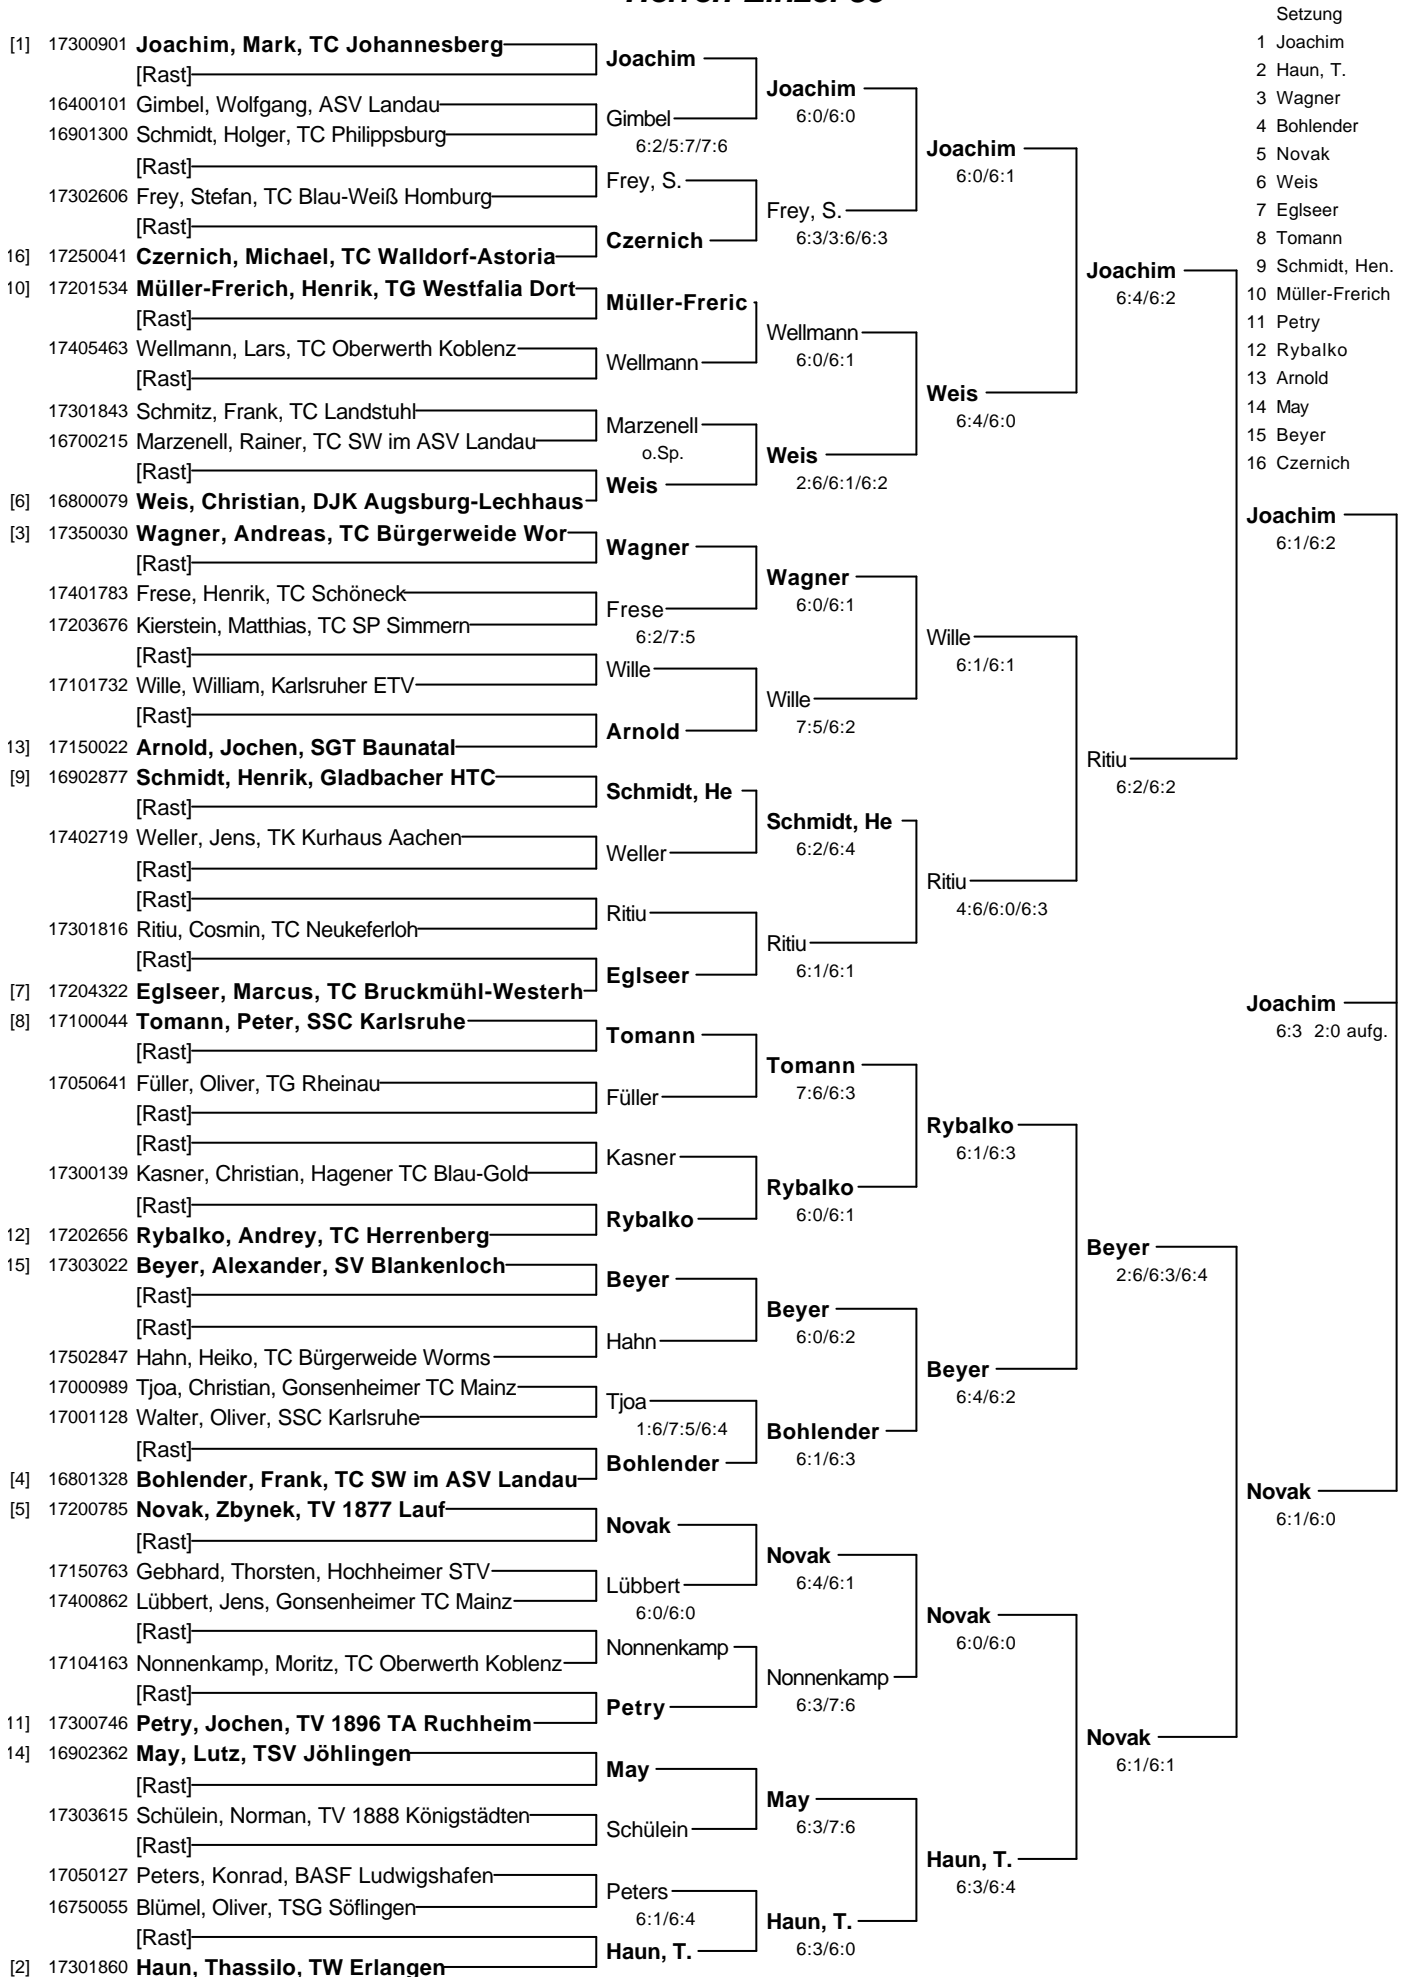 Setzung
1 Joachim
2 Haun, T.
3 Wagner
4 Bohlender
5 Novak
6 Weis
7 Eglseer
8 Tomann
9 Schmidt, Hen.
10 Müller-Frerich
11 Petry
12 Rybalko
13 Arnold
14 May
15 Beyer
16 Czernich
[1] 17300901 Joachim, Mark, TC Johannesberg
[Rast]
16400101 Gimbel, Wolfgang, ASV Landau
16901300 Schmidt, Holger, TC Philippsburg
[Rast]
17302606 Frey, Stefan, TC Blau-Weiß Homburg
[Rast]
16] 17250041 Czernich, Michael, TC Walldorf-Astoria
10] 17201534 Müller-Frerich, Henrik, TG Westfalia Dort
[Rast]
17405463 Wellmann, Lars, TC Oberwerth Koblenz
[Rast]
17301843 Schmitz, Frank, TC Landstuhl
16700215 Marzenell, Rainer, TC SW im ASV Landau
[Rast]
[6] 16800079 Weis, Christian, DJK Augsburg-Lechhaus
[3] 17350030 Wagner, Andreas, TC Bürgerweide Wor
[Rast]
17401783 Frese, Henrik, TC Schöneck
17203676 Kierstein, Matthias, TC SP Simmern
[Rast]
17101732 Wille, William, Karlsruher ETV
[Rast]
13] 17150022 Arnold, Jochen, SGT Baunatal
[9] 16902877 Schmidt, Henrik, Gladbacher HTC
[Rast]
17402719 Weller, Jens, TK Kurhaus Aachen
[Rast]
[Rast]
17301816 Ritiu, Cosmin, TC Neukeferloh
[Rast]
[7] 17204322 Eglseer, Marcus, TC Bruckmühl-Westerh
[8] 17100044 Tomann, Peter, SSC Karlsruhe
[Rast]
17050641 Füller, Oliver, TG Rheinau
[Rast]
[Rast]
17300139 Kasner, Christian, Hagener TC Blau-Gold
[Rast]
12] 17202656 Rybalko, Andrey, TC Herrenberg
15] 17303022 Beyer, Alexander, SV Blankenloch
[Rast]
[Rast]
17502847 Hahn, Heiko, TC Bürgerweide Worms
17000989 Tjoa, Christian, Gonsenheimer TC Mainz
17001128 Walter, Oliver, SSC Karlsruhe
[Rast]
[4] 16801328 Bohlender, Frank, TC SW im ASV Landau
[5] 17200785 Novak, Zbynek, TV 1877 Lauf
[Rast]
17150763 Gebhard, Thorsten, Hochheimer STV
17400862 Lübbert, Jens, Gonsenheimer TC Mainz
[Rast]
17104163 Nonnenkamp, Moritz, TC Oberwerth Koblenz
[Rast]
11] 17300746 Petry, Jochen, TV 1896 TA Ruchheim
14] 16902362 May, Lutz, TSV Jöhlingen
[Rast]
17303615 Schülein, Norman, TV 1888 Königstädten
[Rast]
17050127 Peters, Konrad, BASF Ludwigshafen
16750055 Blümel, Oliver, TSG Söflingen
[Rast]
[2] 17301860 Haun, Thassilo, TW Erlangen
Joachim
Gimbel
6:2/5:7/7:6
Frey, S.
Czernich
Müller-Freric
Wellmann
Marzenell
o.Sp.
Weis
Wagner
Frese
6:2/7:5
Wille
Arnold
Schmidt, He
Weller
Ritiu
Eglseer
Tomann
Füller
Kasner
Rybalko
Beyer
Hahn
Tjoa
1:6/7:5/6:4
Bohlender
Novak
Lübbert
6:0/6:0
Nonnenkamp
Petry
May
Schülein
Peters
6:1/6:4
Haun, T.
Joachim
6:0/6:0
Frey, S.
6:3/3:6/6:3
Wellmann
6:0/6:1
Weis
2:6/6:1/6:2
Wagner
6:0/6:1
Wille
7:5/6:2
Schmidt, He
6:2/6:4
Ritiu
6:1/6:1
Tomann
7:6/6:3
Rybalko
6:0/6:1
Beyer
6:0/6:2
Bohlender
6:1/6:3
Novak
6:4/6:1
Nonnenkamp
6:3/7:6
May
6:3/7:6
Haun, T.
6:3/6:0
Joachim
6:0/6:1
Weis
6:4/6:0
Wille
6:1/6:1
Ritiu
4:6/6:0/6:3
Rybalko
6:1/6:3
Beyer
6:4/6:2
Novak
6:0/6:0
Haun, T.
6:3/6:4
Joachim
6:4/6:2
Ritiu
6:2/6:2
Beyer
2:6/6:3/6:4
Novak
6:1/6:1
Joachim
6:1/6:2
Novak
6:1/6:0
Joachim
6:3 2:0 aufg.